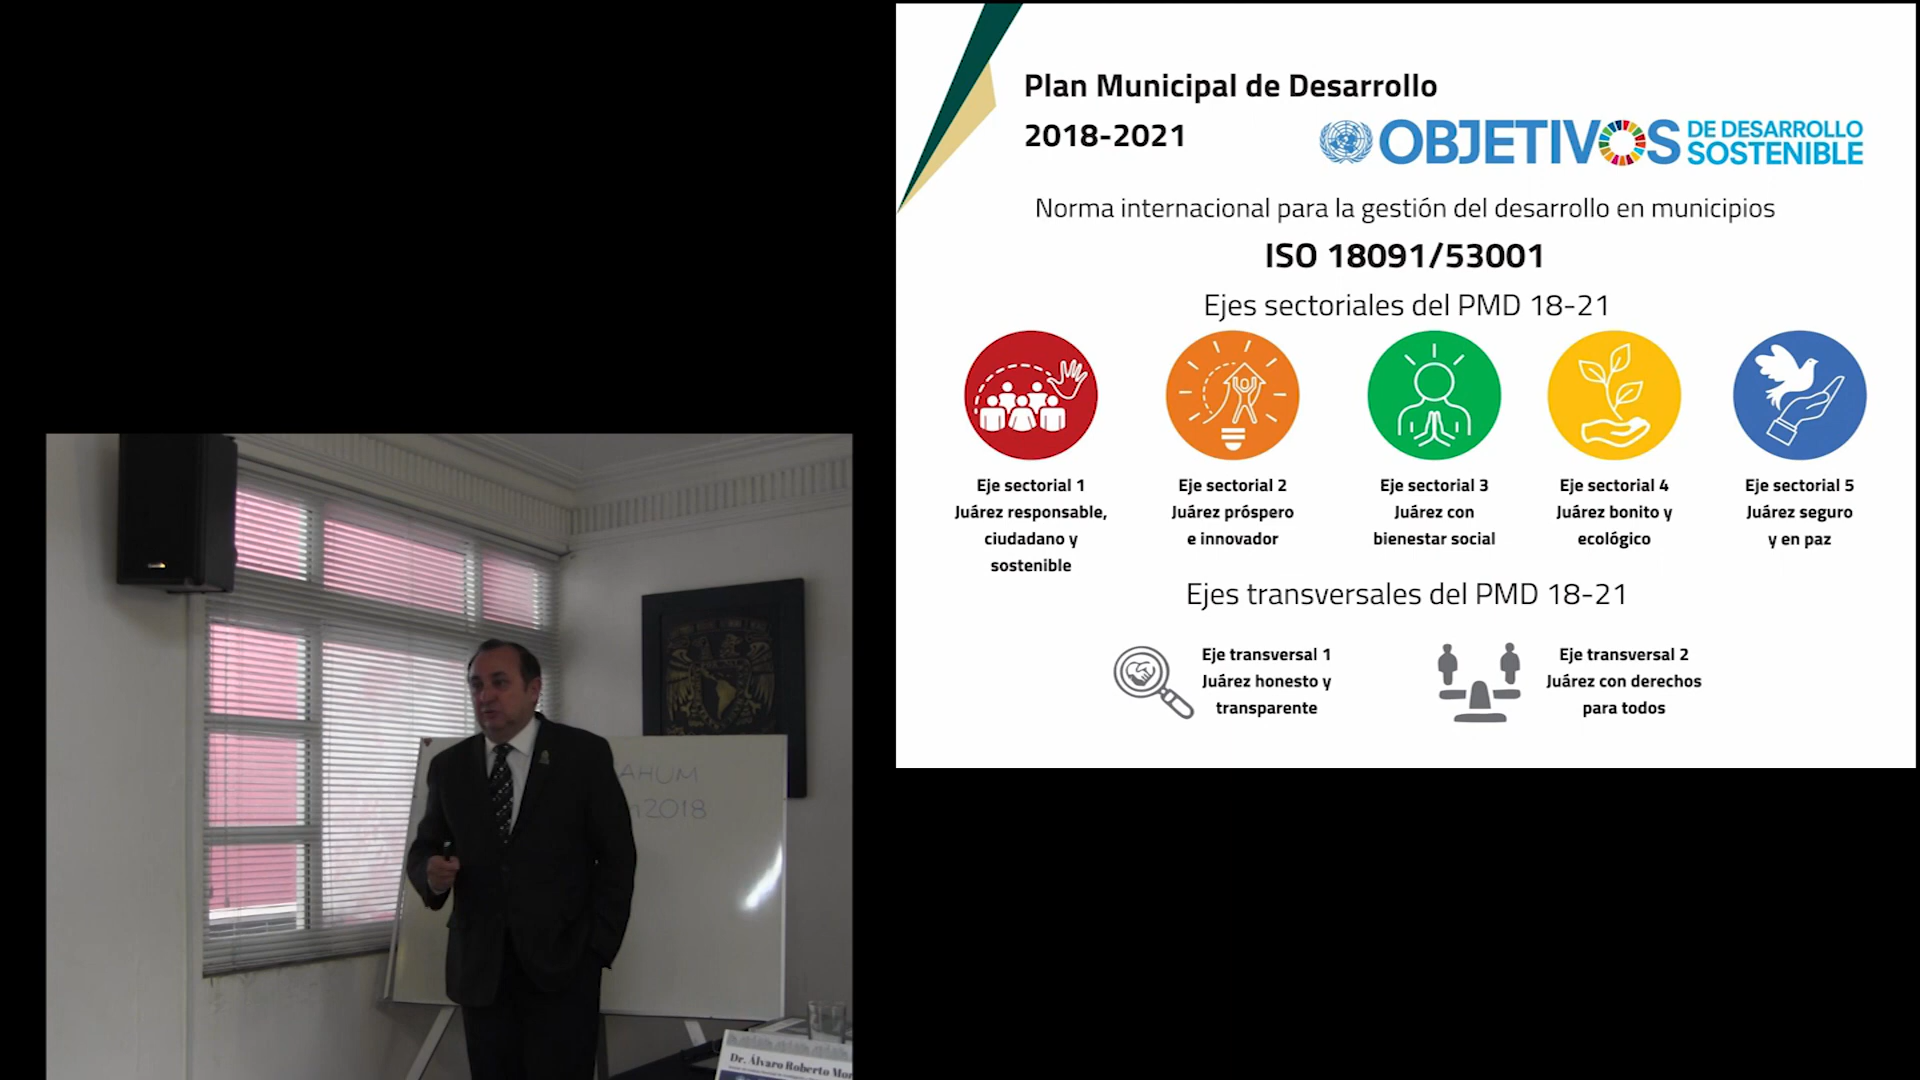 Plan Municipal de Desarrollo
2018-2021
OBJETIVOS
DE DESARROLLO
SOSTENIBLE
Norma internacional para la gestión del desarrollo en municipios
ISO 18091/53001
Ejes sectoriales del PMD 18-21
Eje sectorial 1
Juárez responsable,
ciudadano y
sostenible
Eje sectorial 2
Juárez próspero
e innovador
Eje sectorial 3
Juárez con
bienestar social
Eje sectorial 4
Juárez bonito y
ecológico
Eje sectorial 5
Juárez seguro
y en paz
Ejes transversales del PMD 18-21
Eje transversal 1
Juárez honesto y
transparente
Eje transversal 2
Juárez con derechos
para todos
AHUM
2018
Dr. Álvaro Roberto Mor